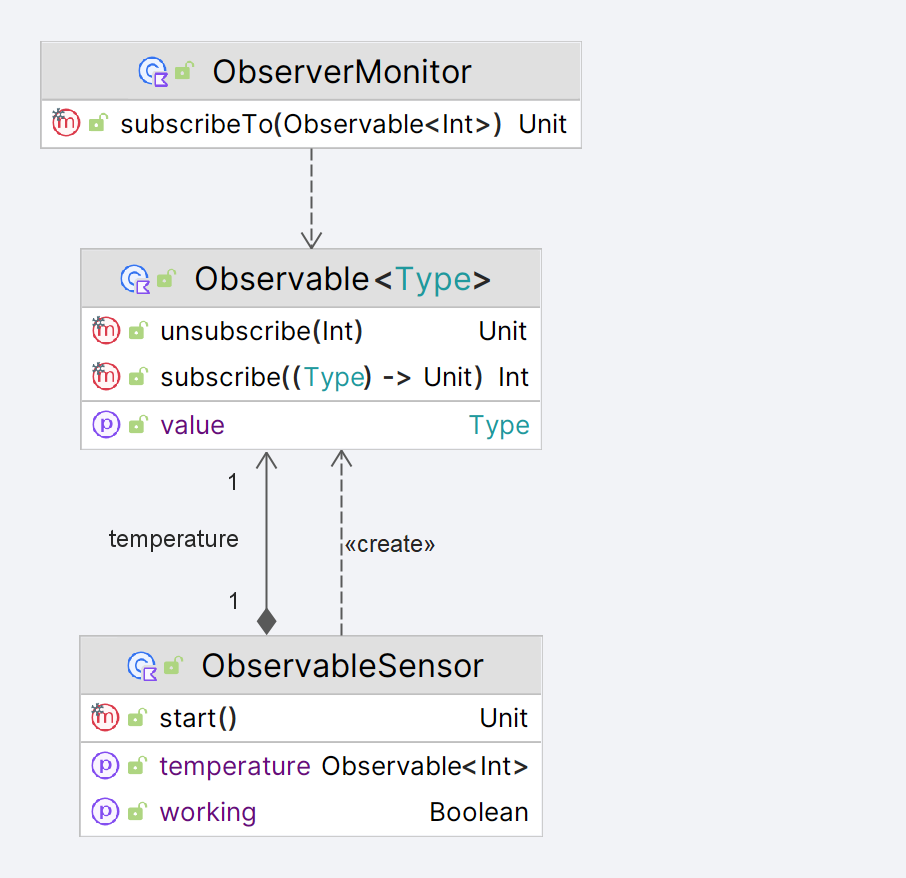 ObserverMonitor
subscribeTo(Observable<Int>) Unit
Observable<Type>
unsubscribe(Int) Unit
subscribe((Type) -> Unit) Int
value Type
1
temperature
«create»
1
ObservableSensor
start() Unit
temperature Observable<Int>
working Boolean